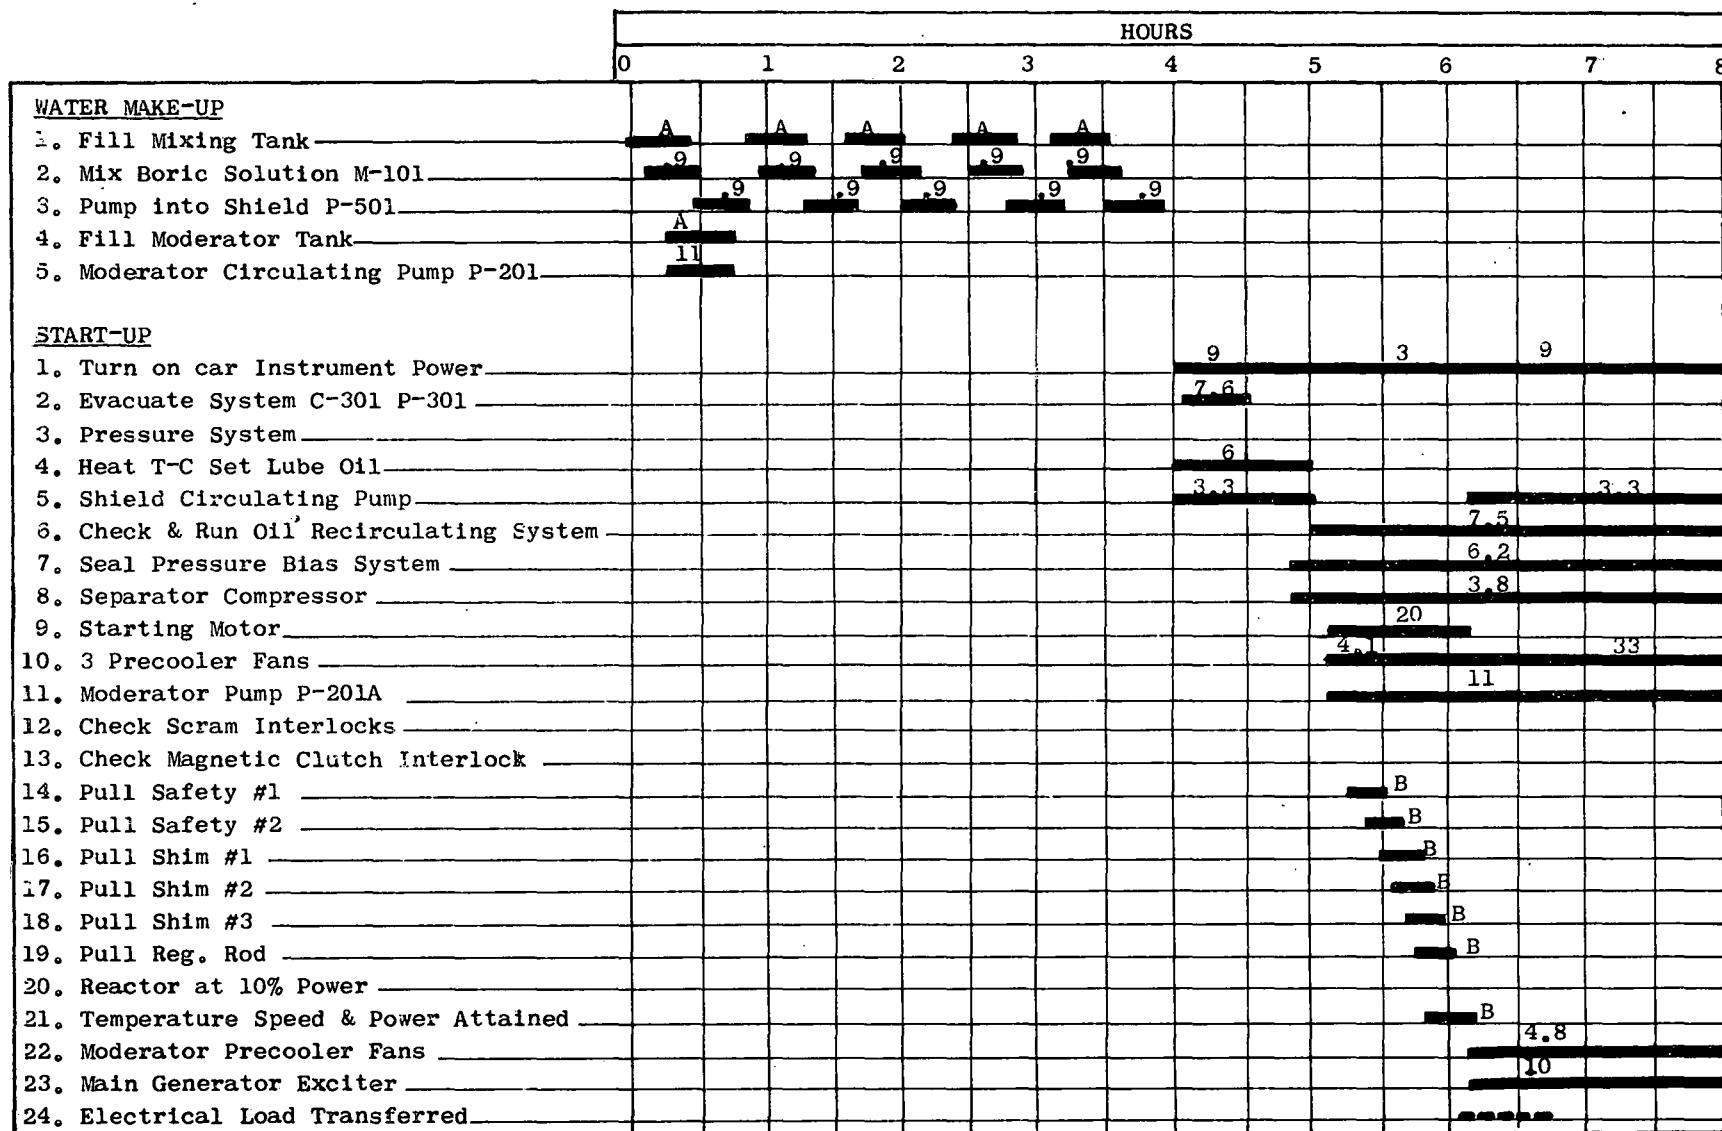 HOURS
0 1 2 3 4 5 6 7 8
WATER MAKE-UP
1. Fill Mixing Tank A A A A A
2. Mix Boric Solution M-101 .9 .9 .9 .9 .9
3. Pump into Shield P-501 .9 .9 .9 .9 .9
4. Fill Moderator Tank A
5. Moderator Circulating Pump P-201 11
START-UP
1. Turn on car Instrument Power 9 3 9
2. Evacuate System C-301 P-301 7.6
3. Pressure System
4. Heat T-C Set Lube Oil 6
5. Shield Circulating Pump 3.3 3.3
6. Check & Run Oil Recirculating System 7.5
7. Seal Pressure Bias System 6.2
8. Separator Compressor 3.8
9. Starting Motor 20
10. 3 Precooler Fans 4. 33
11. Moderator Pump P-201A 11
12. Check Scram Interlocks
13. Check Magnetic Clutch Interlock
14. Pull Safety #1 B
15. Pull Safety #2 B
16. Pull Shim #1 B
17. Pull Shim #2 B
18. Pull Shim #3 B
19. Pull Reg. Rod B
20. Reactor at 10% Power
21. Temperature Speed & Power Attained B
22. Moderator Precooler Fans 4.8
23. Main Generator Exciter 10
24. Electrical Load Transferred